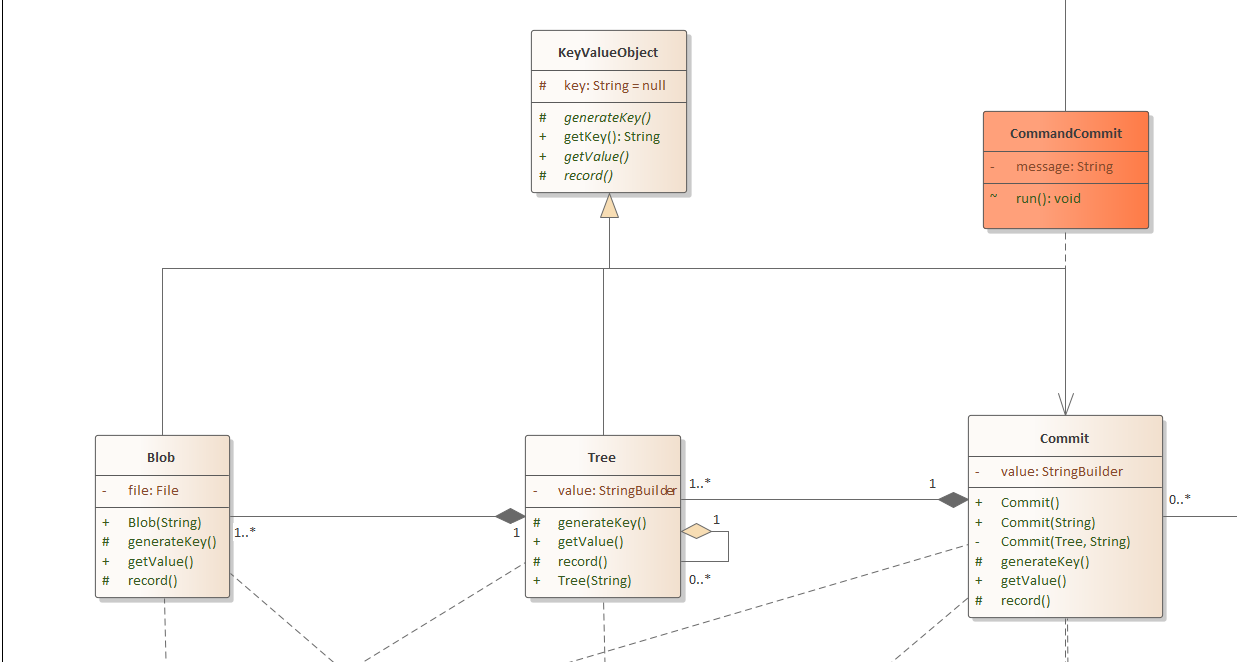 KeyValueObject
# key: String = null
# generateKey()
+ getKey(): String
+ getValue()
# record()
CommandCommit
- message: String
~ run(): void
Blob
- file: File
+ Blob(String)
# generateKey()
+ getValue()
# record()
1..*
1
Tree
- value: StringBuilder
# generateKey()
+ getValue()
# record()
+ Tree(String)
1..*
1
1
0..*
Commit
- value: StringBuilder
+ Commit()
+ Commit(String)
- Commit(Tree, String)
# generateKey()
+ getValue()
# record()
0..*